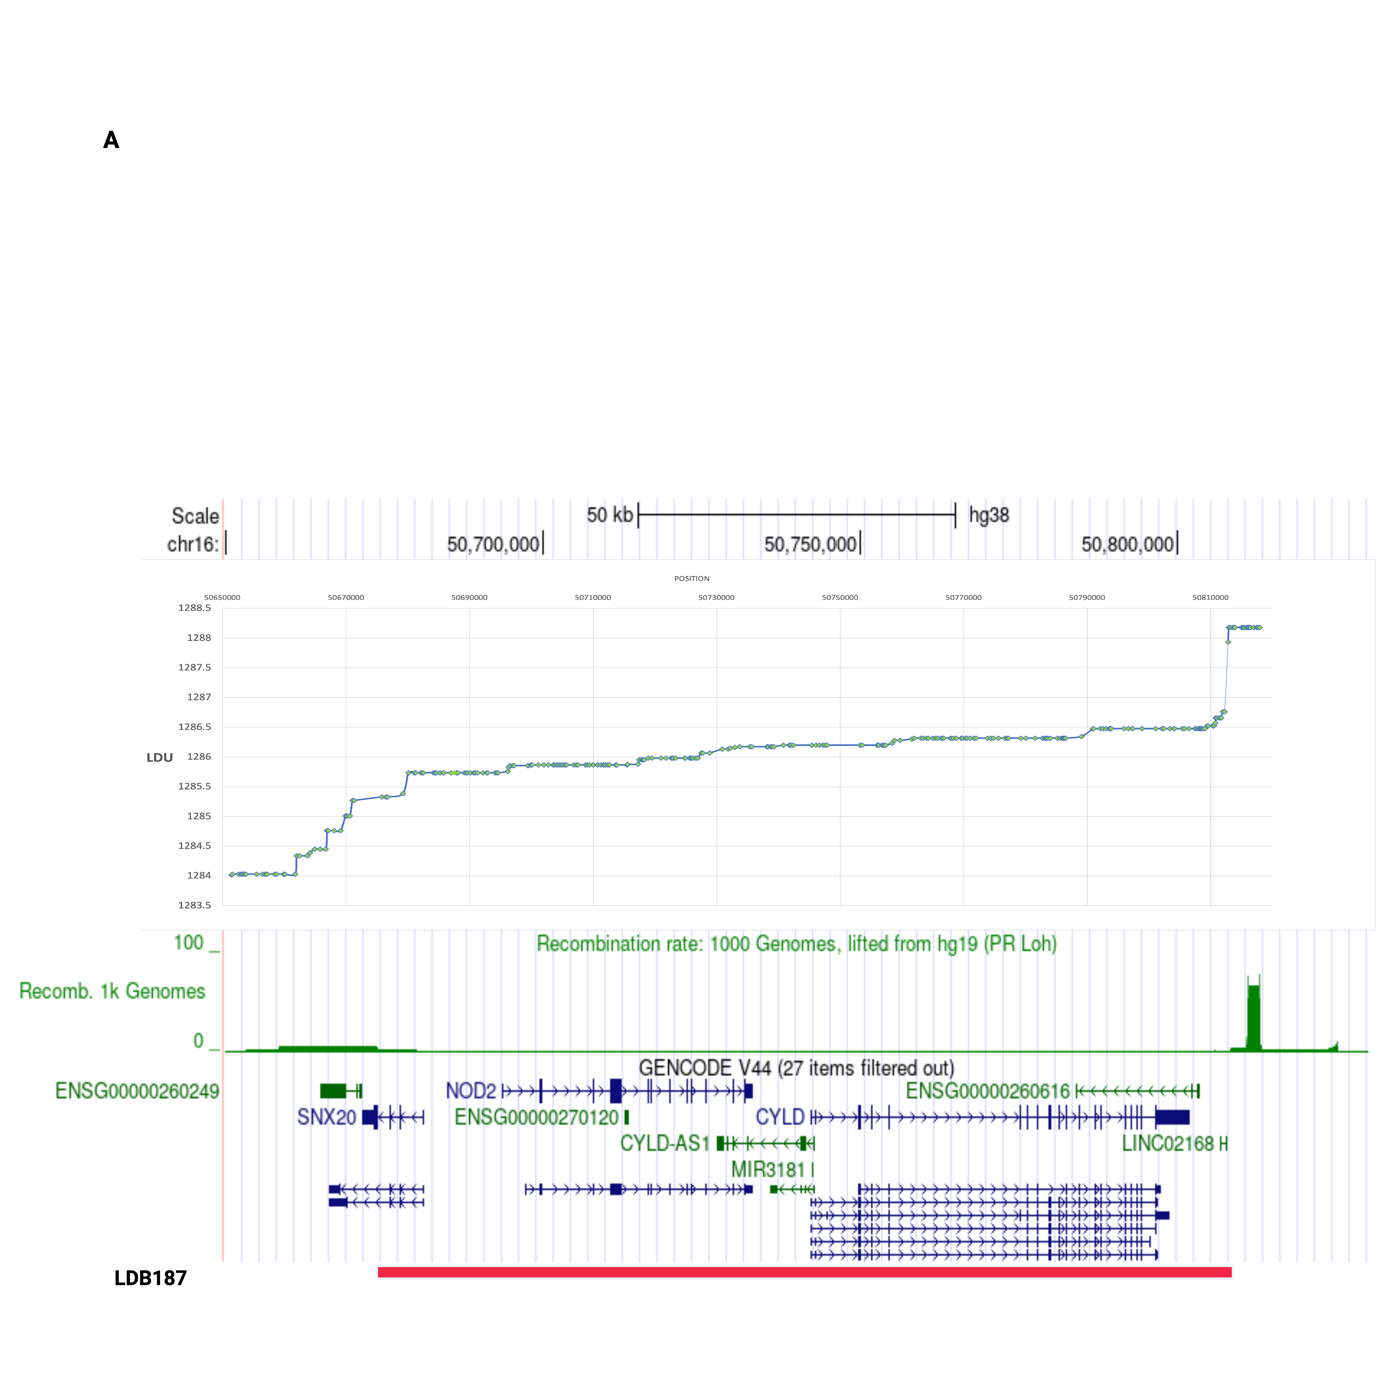 A
Scale 50 kb hg38
chr16: 50,700,000 50,750,000 50,800,000
POSITION
50650000 50670000 50690000 50710000 50730000 50750000 50770000 50790000 50810000
1288.5
1288
1287.5
1287
1286.5
LDU
1286
1285.5
1285
1284.5
1284
1283.5
100 _ Recombination rate: 1000 Genomes, lifted from hg19 (PR Loh)
Recomb. 1k Genomes
0 _
GENCODE V44 (27 items filtered out)
ENSG00000260249 NOD2 ENSG00000260616
SNX20 ENSG00000270120 CYLD
CYLD-AS1 LINC02168
MIR3181
LDB187